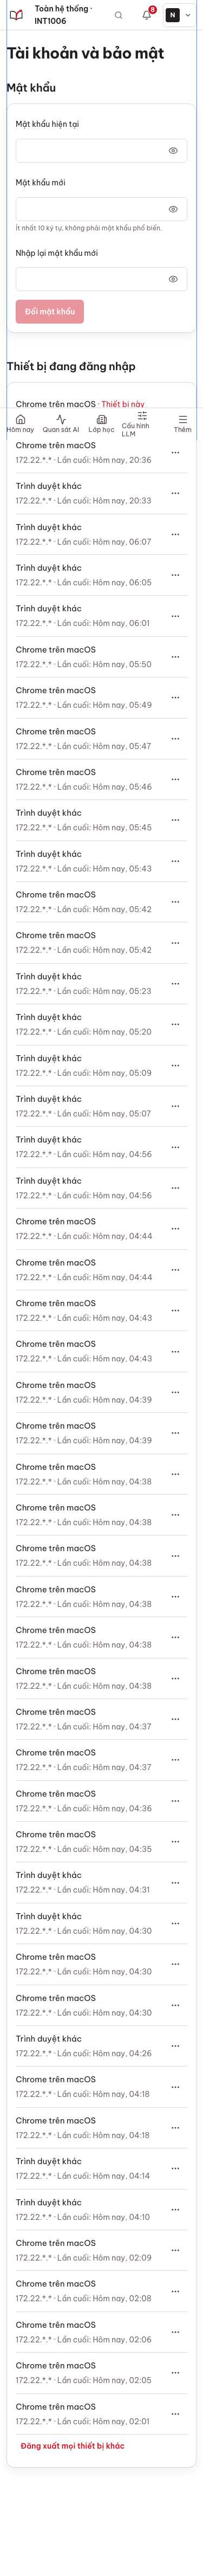 Toàn hệ thống ·
INT1006
8
N
Tài khoản và bảo mật
Mật khẩu
Mật khẩu hiện tại
Mật khẩu mới
Ít nhất 10 ký tự, không phải mật khẩu phổ biến.
Nhập lại mật khẩu mới
Đổi mật khẩu
Thiết bị đang đăng nhập
Chrome trên macOS · Thiết bị này
Hôm nay
Quan sát AI
Lớp học
Cấu hình
LLM
Thêm
Chrome trên macOS
172.22.*.* · Lần cuối: Hôm nay, 20:36
Trình duyệt khác
172.22.*.* · Lần cuối: Hôm nay, 20:33
Trình duyệt khác
172.22.*.* · Lần cuối: Hôm nay, 06:07
Trình duyệt khác
172.22.*.* · Lần cuối: Hôm nay, 06:05
Trình duyệt khác
172.22.*.* · Lần cuối: Hôm nay, 06:01
Chrome trên macOS
172.22.*.* · Lần cuối: Hôm nay, 05:50
Chrome trên macOS
172.22.*.* · Lần cuối: Hôm nay, 05:49
Chrome trên macOS
172.22.*.* · Lần cuối: Hôm nay, 05:47
Chrome trên macOS
172.22.*.* · Lần cuối: Hôm nay, 05:46
Trình duyệt khác
172.22.*.* · Lần cuối: Hôm nay, 05:45
Trình duyệt khác
172.22.*.* · Lần cuối: Hôm nay, 05:43
Chrome trên macOS
172.22.*.* · Lần cuối: Hôm nay, 05:42
Chrome trên macOS
172.22.*.* · Lần cuối: Hôm nay, 05:42
Trình duyệt khác
172.22.*.* · Lần cuối: Hôm nay, 05:23
Trình duyệt khác
172.22.*.* · Lần cuối: Hôm nay, 05:20
Trình duyệt khác
172.22.*.* · Lần cuối: Hôm nay, 05:09
Trình duyệt khác
172.22.*.* · Lần cuối: Hôm nay, 05:07
Trình duyệt khác
172.22.*.* · Lần cuối: Hôm nay, 04:56
Trình duyệt khác
172.22.*.* · Lần cuối: Hôm nay, 04:56
Chrome trên macOS
172.22.*.* · Lần cuối: Hôm nay, 04:44
Chrome trên macOS
172.22.*.* · Lần cuối: Hôm nay, 04:44
Chrome trên macOS
172.22.*.* · Lần cuối: Hôm nay, 04:43
Chrome trên macOS
172.22.*.* · Lần cuối: Hôm nay, 04:43
Chrome trên macOS
172.22.*.* · Lần cuối: Hôm nay, 04:39
Chrome trên macOS
172.22.*.* · Lần cuối: Hôm nay, 04:39
Chrome trên macOS
172.22.*.* · Lần cuối: Hôm nay, 04:38
Chrome trên macOS
172.22.*.* · Lần cuối: Hôm nay, 04:38
Chrome trên macOS
172.22.*.* · Lần cuối: Hôm nay, 04:38
Chrome trên macOS
172.22.*.* · Lần cuối: Hôm nay, 04:38
Chrome trên macOS
172.22.*.* · Lần cuối: Hôm nay, 04:38
Chrome trên macOS
172.22.*.* · Lần cuối: Hôm nay, 04:38
Chrome trên macOS
172.22.*.* · Lần cuối: Hôm nay, 04:37
Chrome trên macOS
172.22.*.* · Lần cuối: Hôm nay, 04:37
Chrome trên macOS
172.22.*.* · Lần cuối: Hôm nay, 04:36
Chrome trên macOS
172.22.*.* · Lần cuối: Hôm nay, 04:35
Trình duyệt khác
172.22.*.* · Lần cuối: Hôm nay, 04:31
Trình duyệt khác
172.22.*.* · Lần cuối: Hôm nay, 04:30
Chrome trên macOS
172.22.*.* · Lần cuối: Hôm nay, 04:30
Chrome trên macOS
172.22.*.* · Lần cuối: Hôm nay, 04:30
Trình duyệt khác
172.22.*.* · Lần cuối: Hôm nay, 04:26
Chrome trên macOS
172.22.*.* · Lần cuối: Hôm nay, 04:18
Chrome trên macOS
172.22.*.* · Lần cuối: Hôm nay, 04:18
Trình duyệt khác
172.22.*.* · Lần cuối: Hôm nay, 04:14
Trình duyệt khác
172.22.*.* · Lần cuối: Hôm nay, 04:10
Chrome trên macOS
172.22.*.* · Lần cuối: Hôm nay, 02:09
Chrome trên macOS
172.22.*.* · Lần cuối: Hôm nay, 02:08
Chrome trên macOS
172.22.*.* · Lần cuối: Hôm nay, 02:06
Chrome trên macOS
172.22.*.* · Lần cuối: Hôm nay, 02:05
Chrome trên macOS
172.22.*.* · Lần cuối: Hôm nay, 02:01
Đăng xuất mọi thiết bị khác